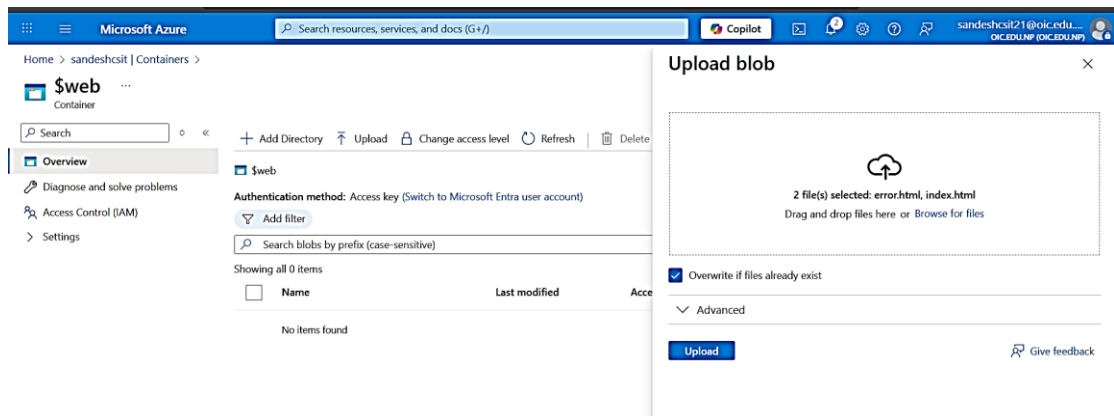 Microsoft Azure
Search resources, services, and docs (G+/)
Copilot
2
sandeshcsit21@oic.edu....
OIC.EDU.NP (OIC.EDU.NP)
Home > sandeshcsit | Containers >
$web ...
Container
Search
Overview
Diagnose and solve problems
Access Control (IAM)
Settings
Add Directory Upload Change access level Refresh Delete
$web
Authentication method: Access key (Switch to Microsoft Entra user account)
Add filter
Search blobs by prefix (case-sensitive)
Showing all 0 items
Name Last modified Acce
No items found
Upload blob
2 file(s) selected: error.html, index.html
Drag and drop files here or Browse for files
Overwrite if files already exist
Advanced
Upload
Give feedback